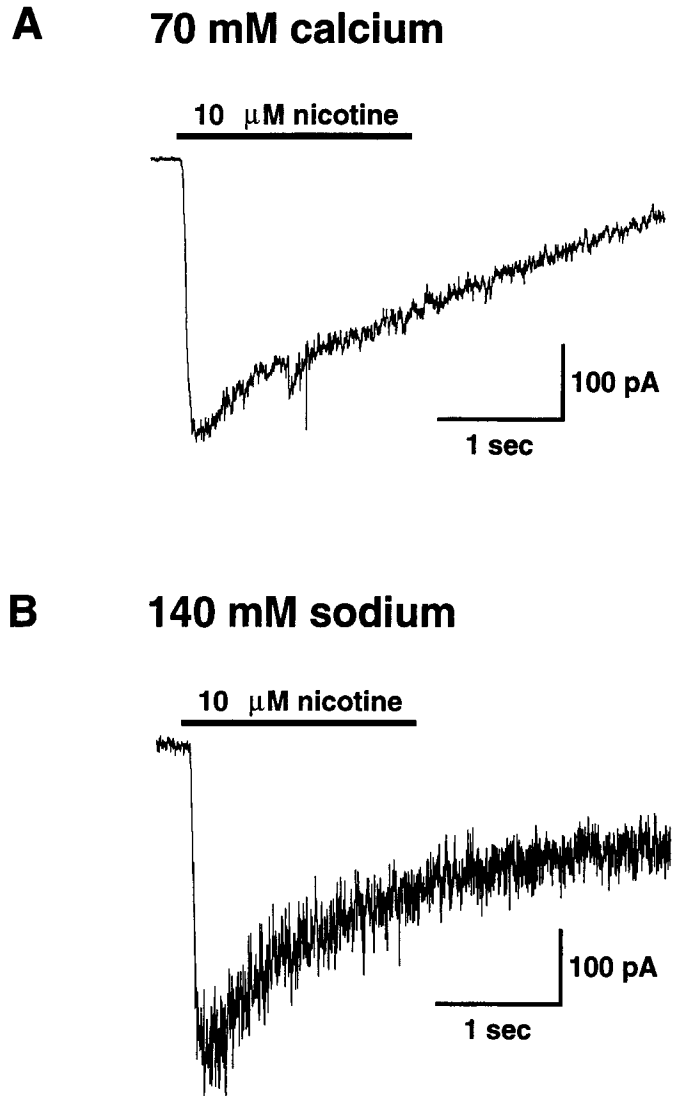 A
70 mM calcium
10 μM nicotine
100 pA
1 sec
B
140 mM sodium
10 μM nicotine
100 pA
1 sec